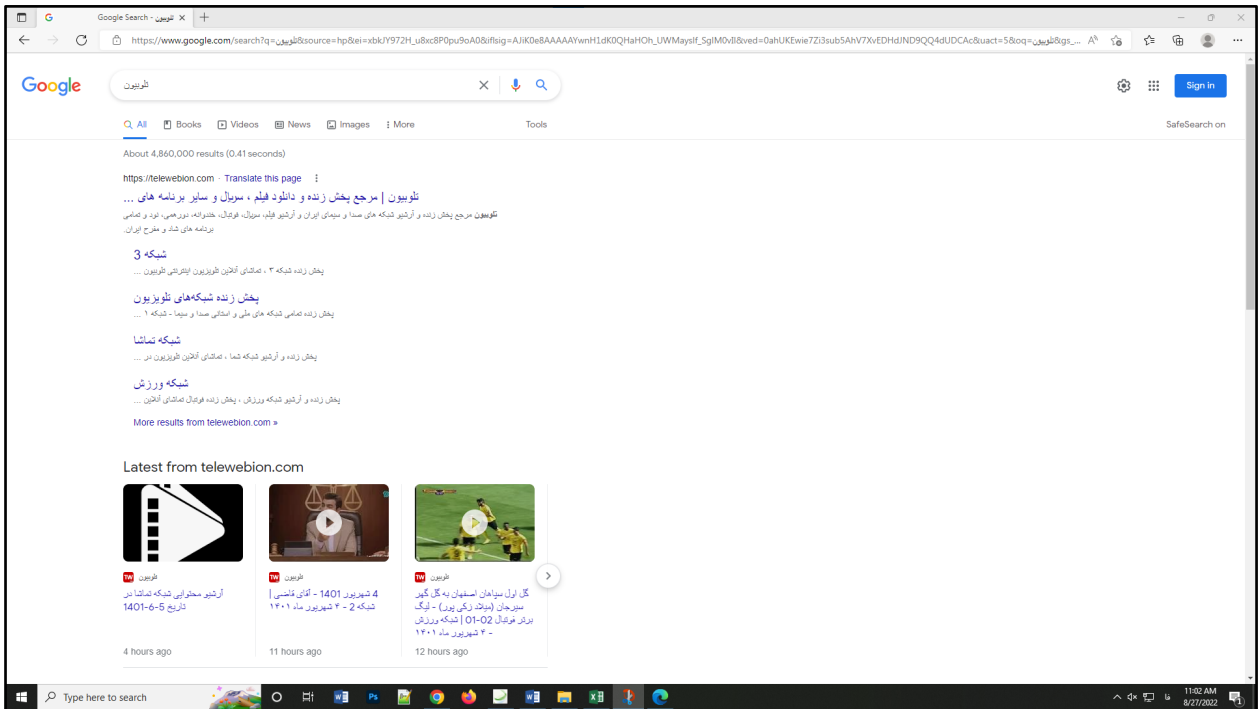 تلوبیون - Google Search
https://www.google.com/search?q=تلوبیون&source=hp&ei=xbkJY972H_u8xc8P0pu9oA0&iflsig=AJiK0e8AAAAAYwnH1dK0QHaHOh_UWMaysIf_SgIM0vII&ved=0ahUKEwie7Zi3sub5AhV7XvEDHdJND9QQ4dUDCAc&uact=5&oq=تلوبیون&gs_...
Google
تلوبیون
Sign in
All Books Videos News Images More Tools
SafeSearch on
About 4,860,000 results (0.41 seconds)
https://telewebion.com · Translate this page
تلوبیون | مرجع پخش زنده و دانلود فیلم ، سریال و سایر برنامه های ...
تلوبیون مرجع پخش زنده و آرشیو شبکه های صدا و سیمای ایران و آرشیو فیلم، سریال، فوتبال، خندوانه، دورهمی، نود و تمامی
برنامه های شاد و مفرح ایران.
شبکه 3
پخش زنده شبکه ۳ ، تماشای آنلاین تلویزیون اینترنتی تلوبیون ...
پخش زنده شبکه‌های تلویزیون
پخش زنده تمامی شبکه های ملی و استانی صدا و سیما - شبکه ۱ ...
شبکه تماشا
پخش زنده و آرشیو شبکه شما ، تماشای آنلاین تلویزیون در ...
شبکه ورزش
پخش زنده و آرشیو شبکه ورزش ، پخش زنده فوتبال تماشای آنلاین ...
More results from telewebion.com »
Latest from telewebion.com
تلوبیون
آرشیو محتوایی شبکه تماشا در
تاریخ 5-6-1401
4 hours ago
تلوبیون
4 شهریور 1401 - آقای قاضی |
شبکه 2 - ۴ شهریور ماه ۱۴۰۱
11 hours ago
تلوبیون
گل اول سپاهان اصفهان به گل گهر
سیرجان (میلاد زکی پور) - لیگ
برتر فوتبال 02-01 | شبکه ورزش
- ۴ شهریور ماه ۱۴۰۱
12 hours ago
Type here to search
فا
11:02 AM
8/27/2022